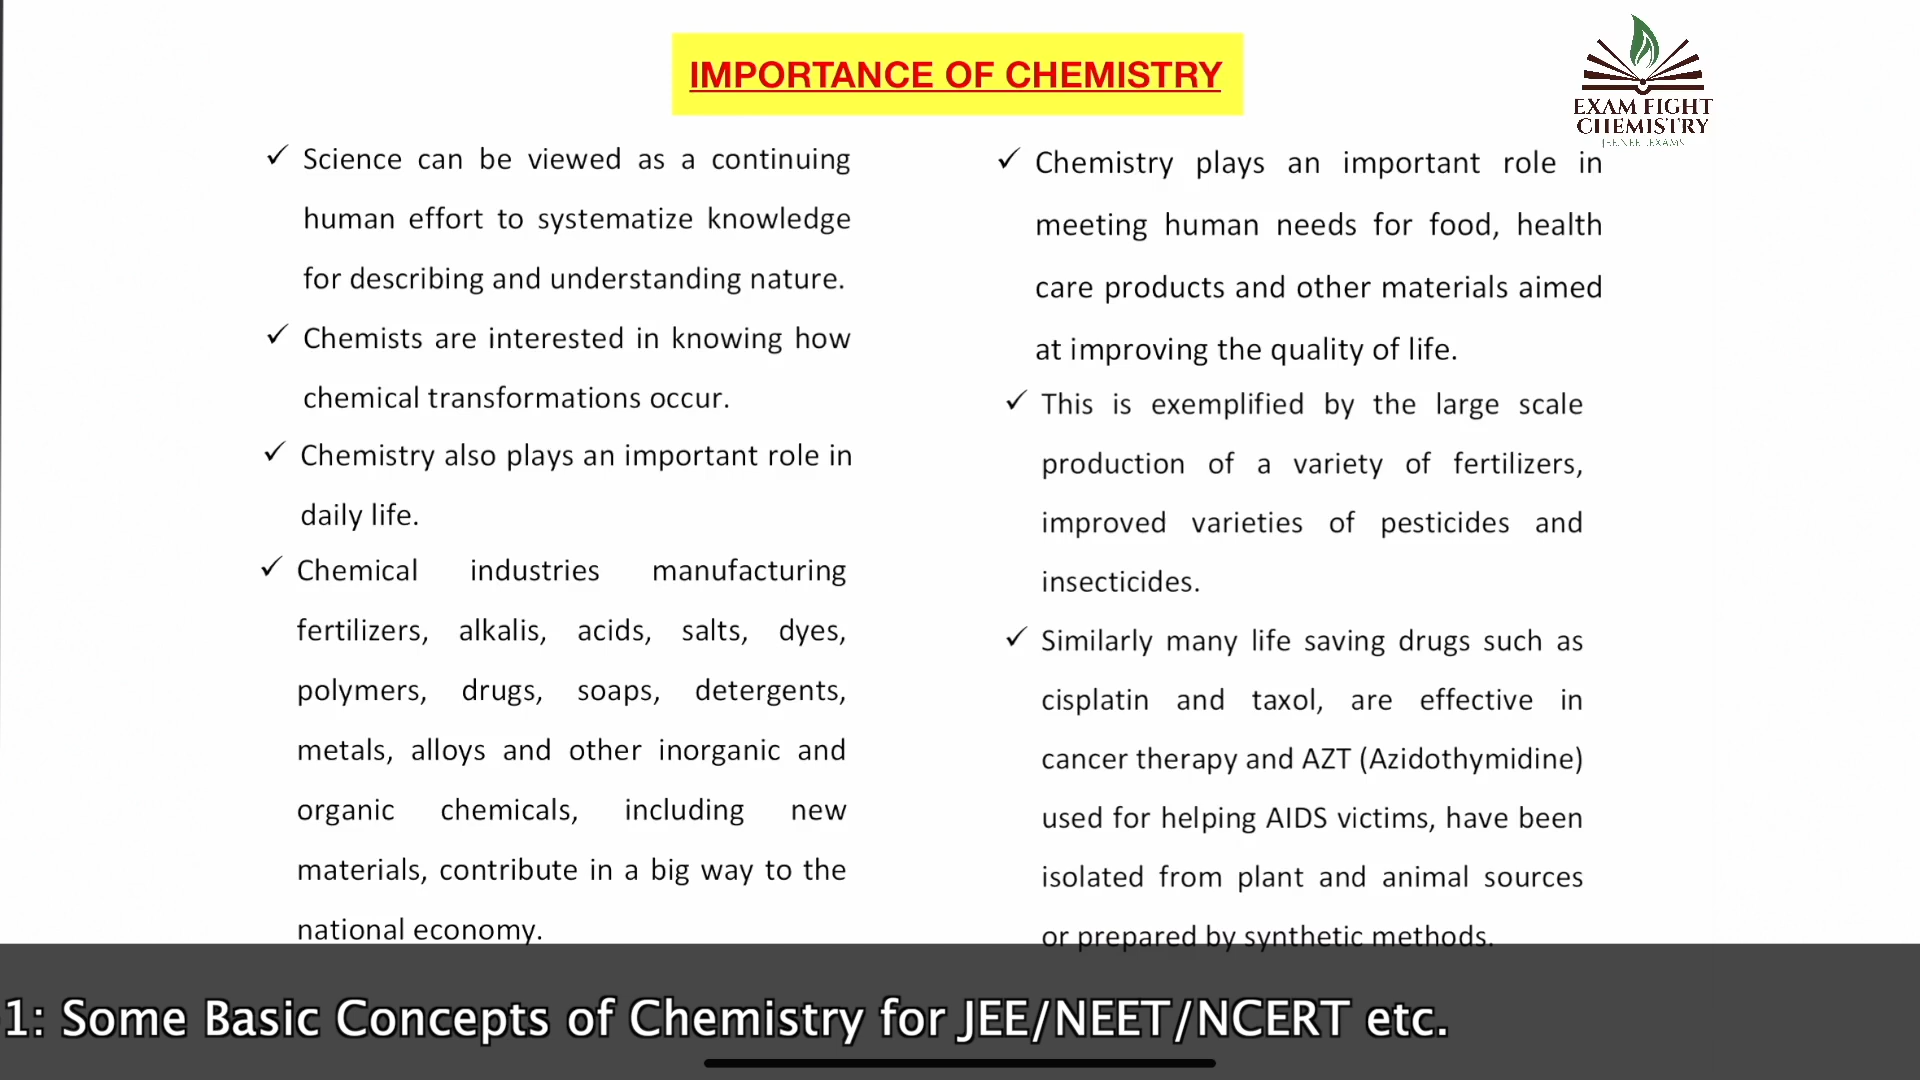 IMPORTANCE OF CHEMISTRY
EXAM FIGHT
CHEMISTRY
✓ Science can be viewed as a continuing
human effort to systematize knowledge
for describing and understanding nature.
✓ Chemists are interested in knowing how
chemical transformations occur.
✓ Chemistry also plays an important role in
daily life.
✓ Chemical industries manufacturing
fertilizers, alkalis, acids, salts, dyes,
polymers, drugs, soaps, detergents,
metals, alloys and other inorganic and
organic chemicals, including new
materials, contribute in a big way to the
national economy.
✓ Chemistry plays an important role in
meeting human needs for food, health
care products and other materials aimed
at improving the quality of life.
✓ This is exemplified by the large scale
production of a variety of fertilizers,
improved varieties of pesticides and
insecticides.
✓ Similarly many life saving drugs such as
cisplatin and taxol, are effective in
cancer therapy and AZT (Azidothymidine)
used for helping AIDS victims, have been
isolated from plant and animal sources
or prepared by synthetic methods.
1: Some Basic Concepts of Chemistry for JEE/NEET/NCERT etc.